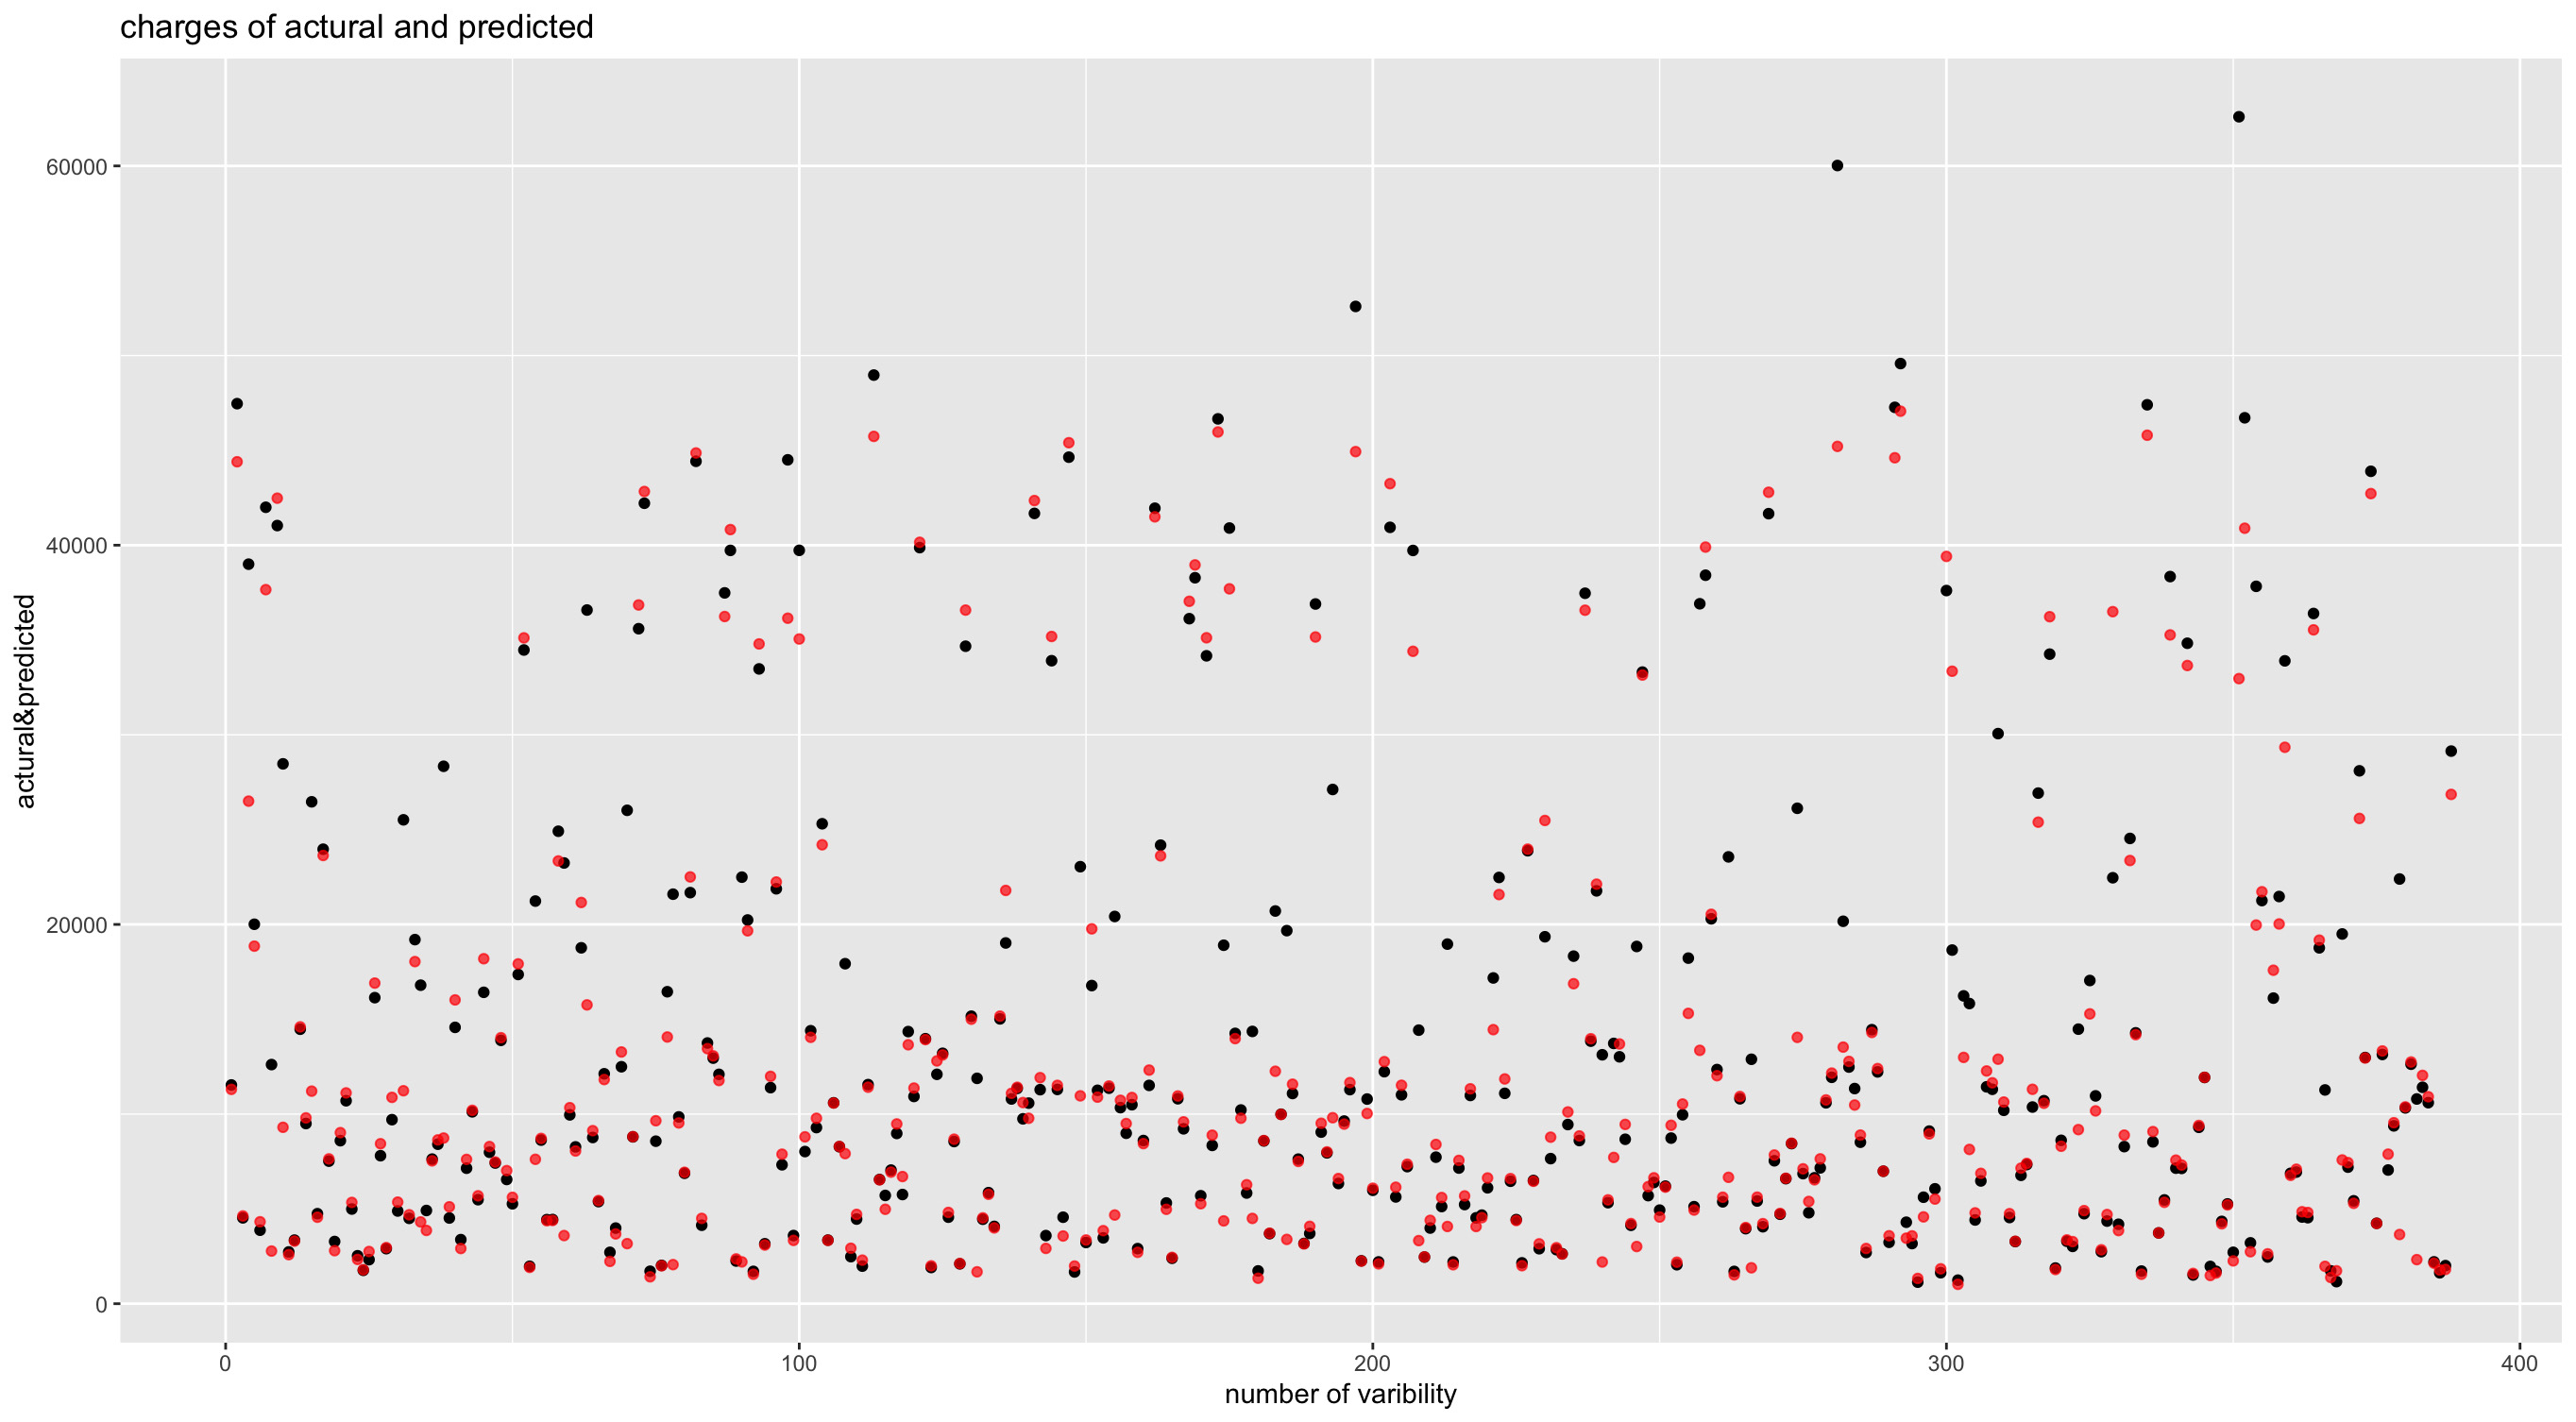 charges of actural and predicted
60000
40000
20000
0
actural&predicted
0 100 200 300 400
number of varibility